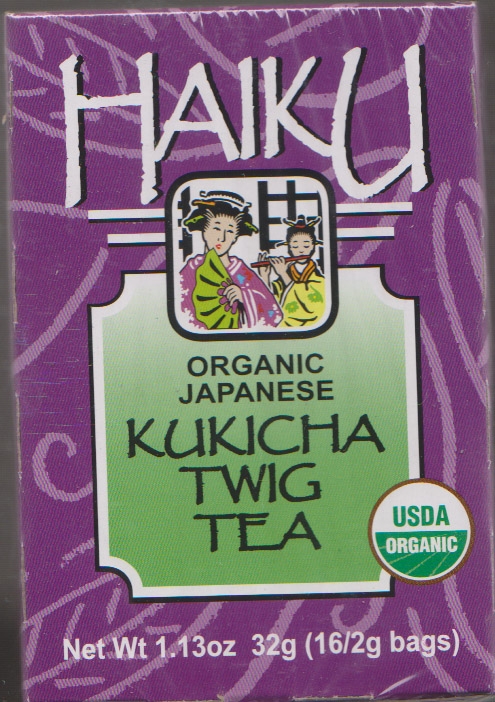 HAIKU
ORGANIC
JAPANESE
KUKICHA
TWIG
TEA
USDA
ORGANIC
Net Wt 1.13oz 32g (16/2g bags)